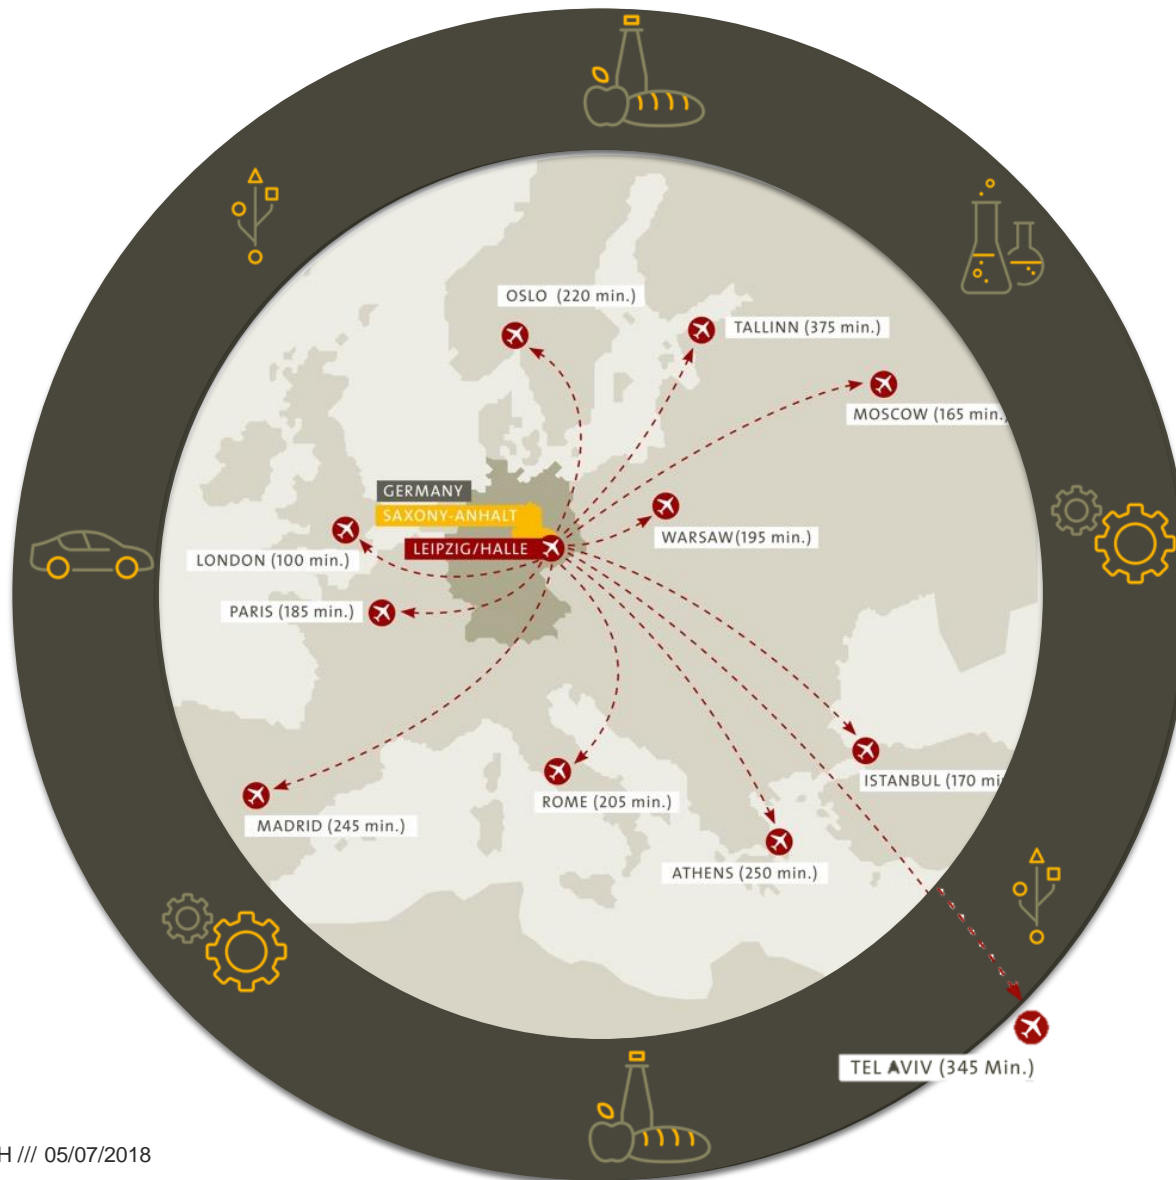 OSLO (220 min.)
TALLINN (375 min.)
MOSCOW (165 min.)
GERMANY
SAXONY-ANHALT
LEIPZIG/HALLE
WARSAW(195 min.)
LONDON (100 min.)
PARIS (185 min.)
ISTANBUL (170 mi
ROME (205 min.)
MADRID (245 min.)
ATHENS (250 min.)
TEL AVIV (345 Min.)
H /// 05/07/2018